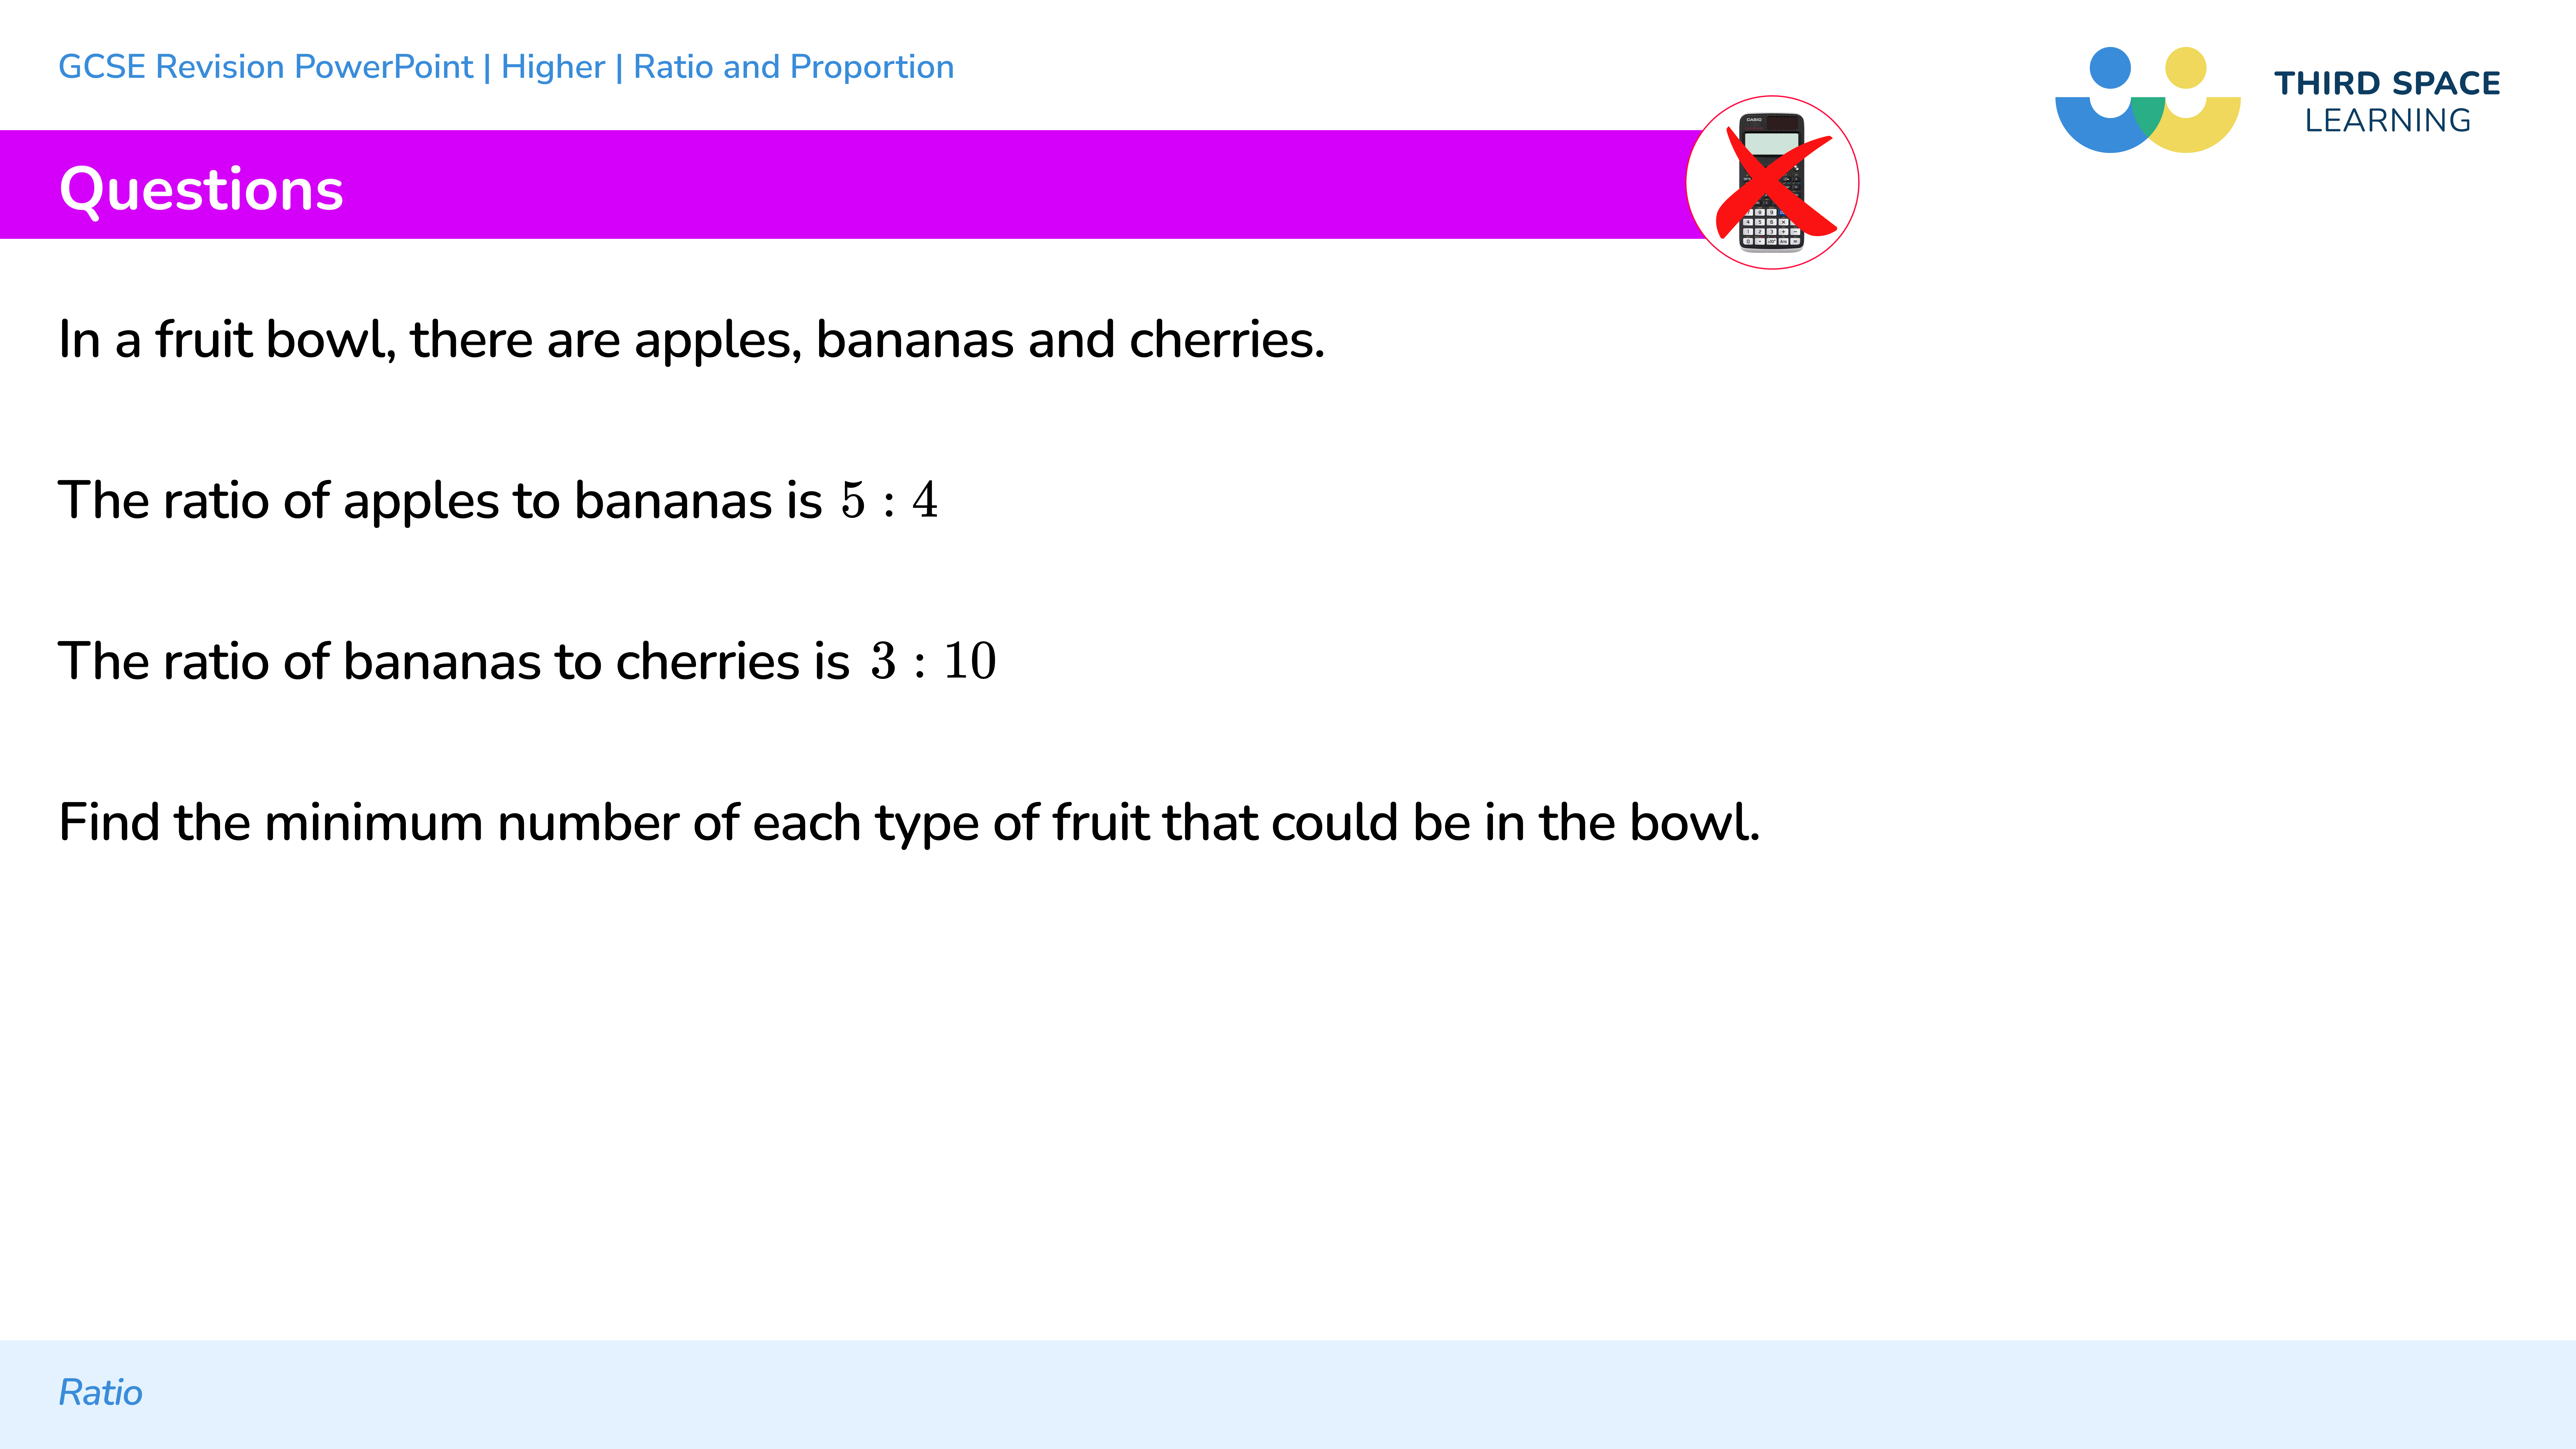 GCSE Revision PowerPoint | Higher | Ratio and Proportion
THIRD SPACE
LEARNING
Questions
CASIO
In a fruit bowl, there are apples, bananas and cherries.
The ratio of apples to bananas is 5 : 4
The ratio of bananas to cherries is 3 : 10
Find the minimum number of each type of fruit that could be in the bowl.
Ratio